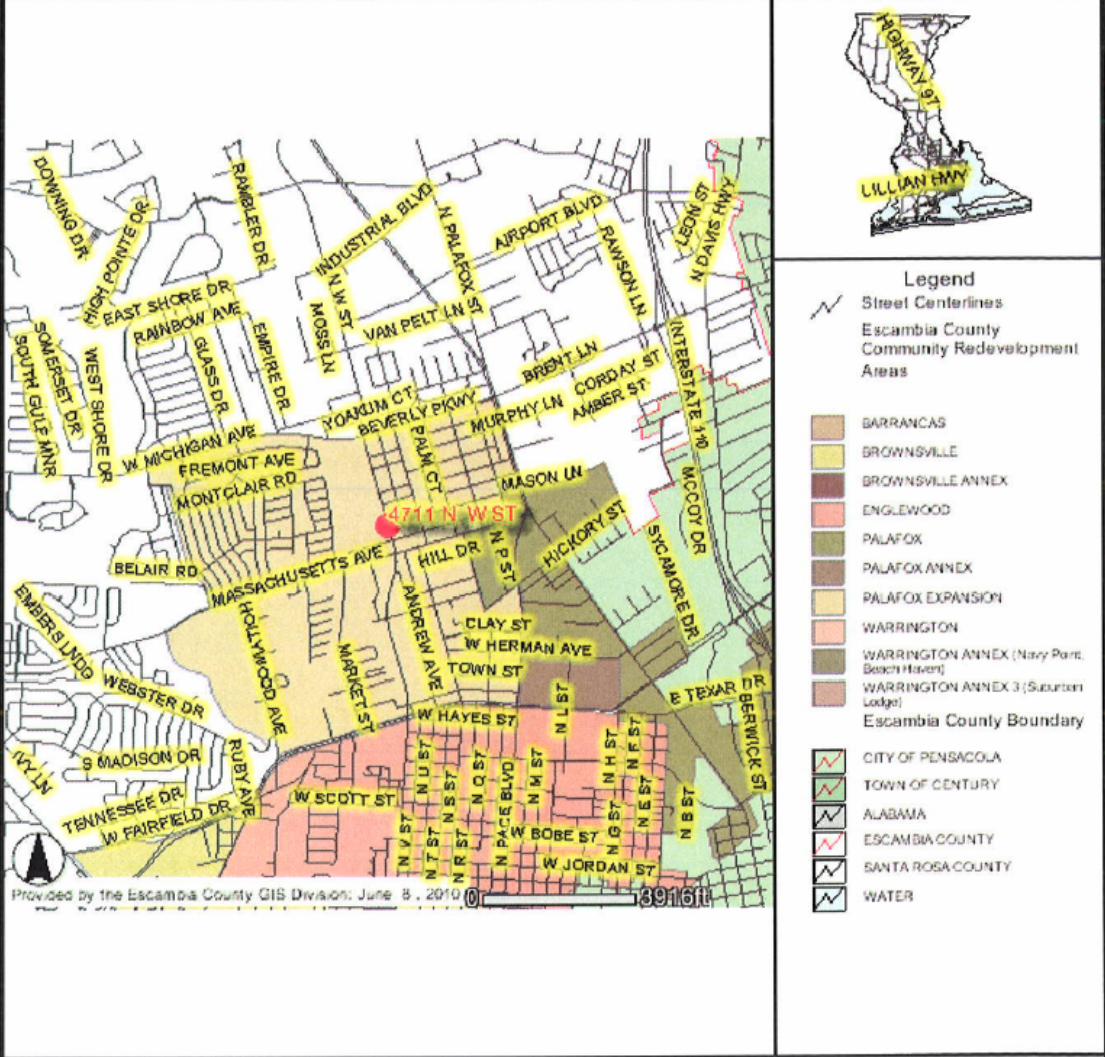 HIGHWAY 97
LILLIAN HWY
DOWNING DR
HIGH POINTE DR
RAMBLER DR
INDUSTRIAL BLVD
N PALAFOX ST
AIRPORT BLVD
LEON ST
N DAVIS HWY
RAWSON LN
EAST SHORE DR
RAINBOW AVE
N W ST
MOSS LN
VAN PELT LN
SOMERSET DR
SOUTH GULF MNR
WEST SHORE DR
GLASS DR
EMPIRE DR
INTERSTATE 110
BRENT LN
CORDAY ST
AMBER ST
YOAKUM CT
BEVERLY PKWY
MURPHY LN
W MICHIGAN AVE
FREMONT AVE
MONTCLAIR RD
PAULNL CT
MASON LN
MCCOY DR
4711 N W ST
HICKORY ST
SYCAMORE DR
BELAIR RD
MASSACHUSETTS AVE
HILL DR
N P ST
EMBERS LNDG
HOLLYWOOD AVE
ANDREW AVE
CLAY ST
W HERMAN AVE
TOWN ST
WEBSTER DR
MARKET ST
E TEXAR DR
BERWICK ST
W HAYES ST
N L ST
IVY LN
S MADISON DR
RUBY AVE
TENNESSEE DR
W FAIRFIELD DR
W SCOTT ST
N U ST
N S ST
N Q ST
N PACE BLVD
N M ST
N H ST
N F ST
N V ST
N T ST
N R ST
W BOBE ST
N G ST
N E ST
N B ST
W JORDAN ST
Provided by the Escambia County GIS Division: June 8, 2010
0 3916ft
Legend
Street Centerlines
Escambia County
Community Redevelopment
Areas
BARRANCAS
BROWNSVILLE
BROWNSVILLE ANNEX
ENGLEWOOD
PALAFOX
PALAFOX ANNEX
PALAFOX EXPANSION
WARRINGTON
WARRINGTON ANNEX (Navy Point,
Beach Haven)
WARRINGTON ANNEX 3 (Suburban
Lodge)
Escambia County Boundary
CITY OF PENSACOLA
TOWN OF CENTURY
ALABAMA
ESCAMBIA COUNTY
SANTA ROSA COUNTY
WATER